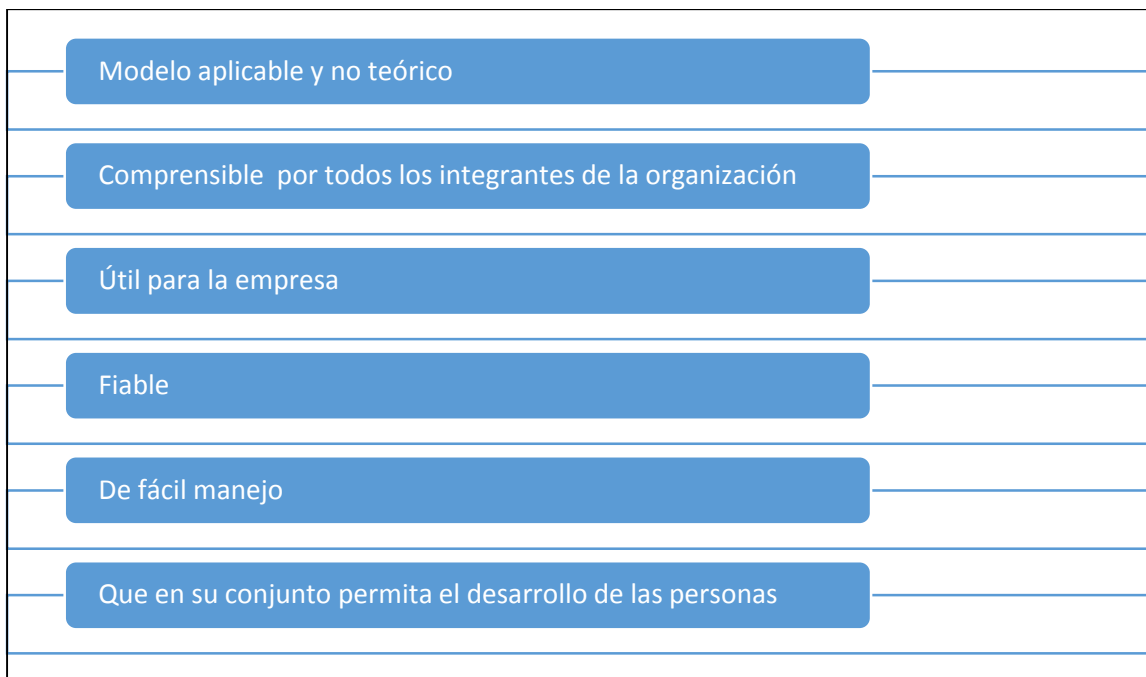 Modelo aplicable y no teórico
Comprensible  por todos los integrantes de la organización
Útil para la empresa
Fiable
De fácil manejo
Que en su conjunto permita el desarrollo de las personas